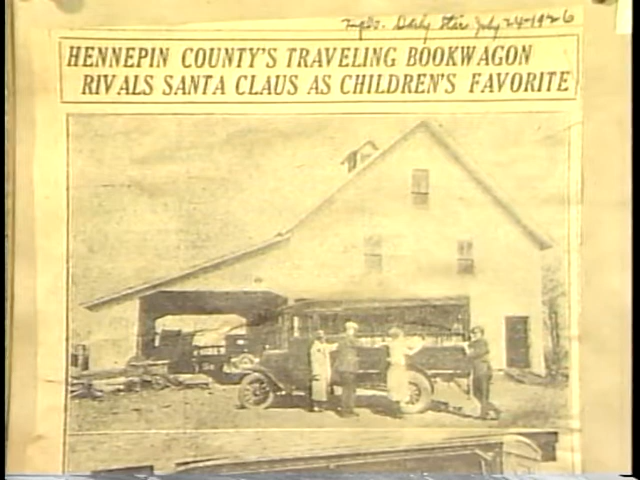 Mpls. Daily Star July 24-1926
HENNEPIN COUNTY'S TRAVELING BOOKWAGON
RIVALS SANTA CLAUS AS CHILDREN'S FAVORITE